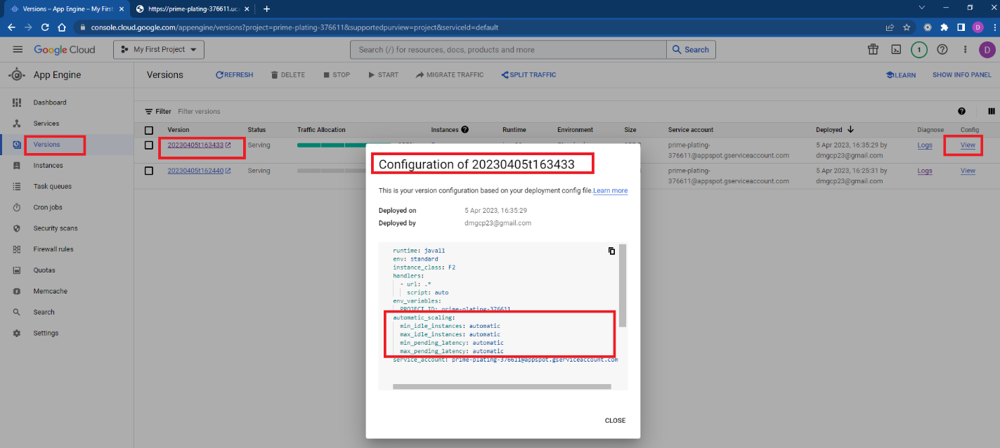 Versions – App Engine – My First
https://prime-plating-376611.uc.
console.cloud.google.com/appengine/versions?project=prime-plating-376611&supportedpurview=project&serviceId=default
D
Google Cloud
My First Project
Search (/) for resources, docs, products and more
Search
1
D
App Engine
Versions
REFRESH
DELETE
STOP
START
MIGRATE TRAFFIC
SPLIT TRAFFIC
LEARN
SHOW INFO PANEL
Dashboard
Services
Versions
Instances
Task queues
Cron jobs
Security scans
Firewall rules
Quotas
Memcache
Search
Settings
Filter Filter versions
Version Status Traffic Allocation Instances Runtime Environment Size Service account Deployed Diagnose Config
20230405t163433 Serving prime-plating- 5 Apr 2023, 16:35:29 by Logs View
376611@appspot.gserviceaccount.com dmgcp23@gmail.com
20230405t162440 Serving prime-plating- 5 Apr 2023, 16:25:31 by Logs View
376611@appspot.gserviceaccount.com dmgcp23@gmail.com
Configuration of 20230405t163433
This is your version configuration based on your deployment config file.Learn more
Deployed on 5 Apr 2023, 16:35:29
Deployed by dmgcp23@gmail.com
runtime: java11
env: standard
instance_class: F2
handlers:
- url: .*
script: auto
env_variables:
PROJECT_ID: prime-plating-376611
automatic_scaling:
min_idle_instances: automatic
max_idle_instances: automatic
min_pending_latency: automatic
max_pending_latency: automatic
service_account: prime-plating-376611@appspot.gserviceaccount.com
CLOSE